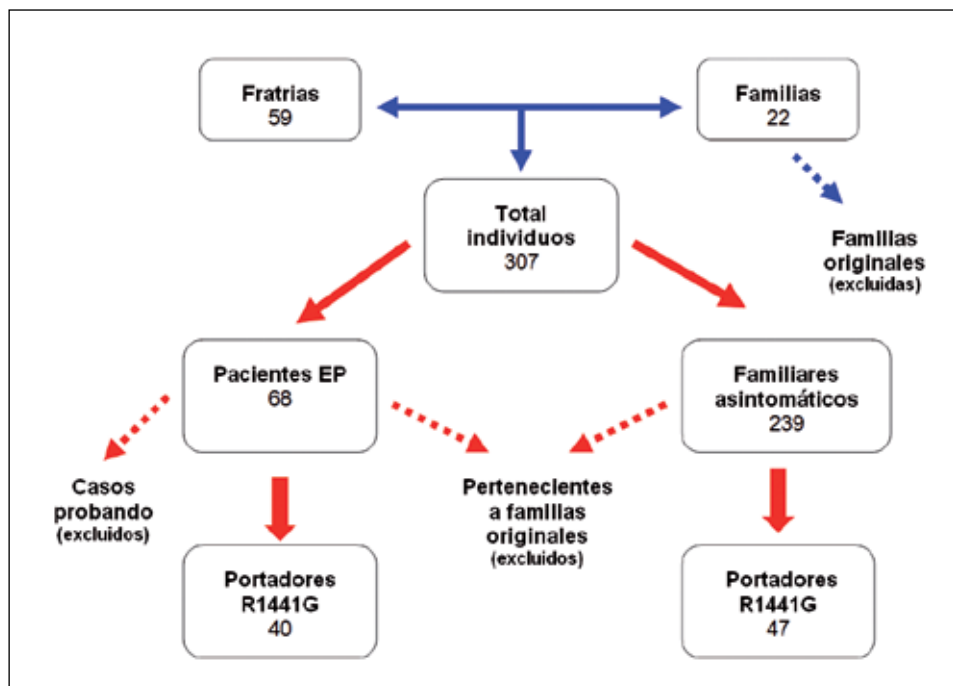 Fratrias
59
Familias
22
Total
individuos
307
Familias
originales
(excluidas)
Pacientes EP
68
Familiares
asintomáticos
239
Casos
probando
(excluidos)
Pertenecientes
a familias
originales
(excluidos)
Portadores
R1441G
40
Portadores
R1441G
47